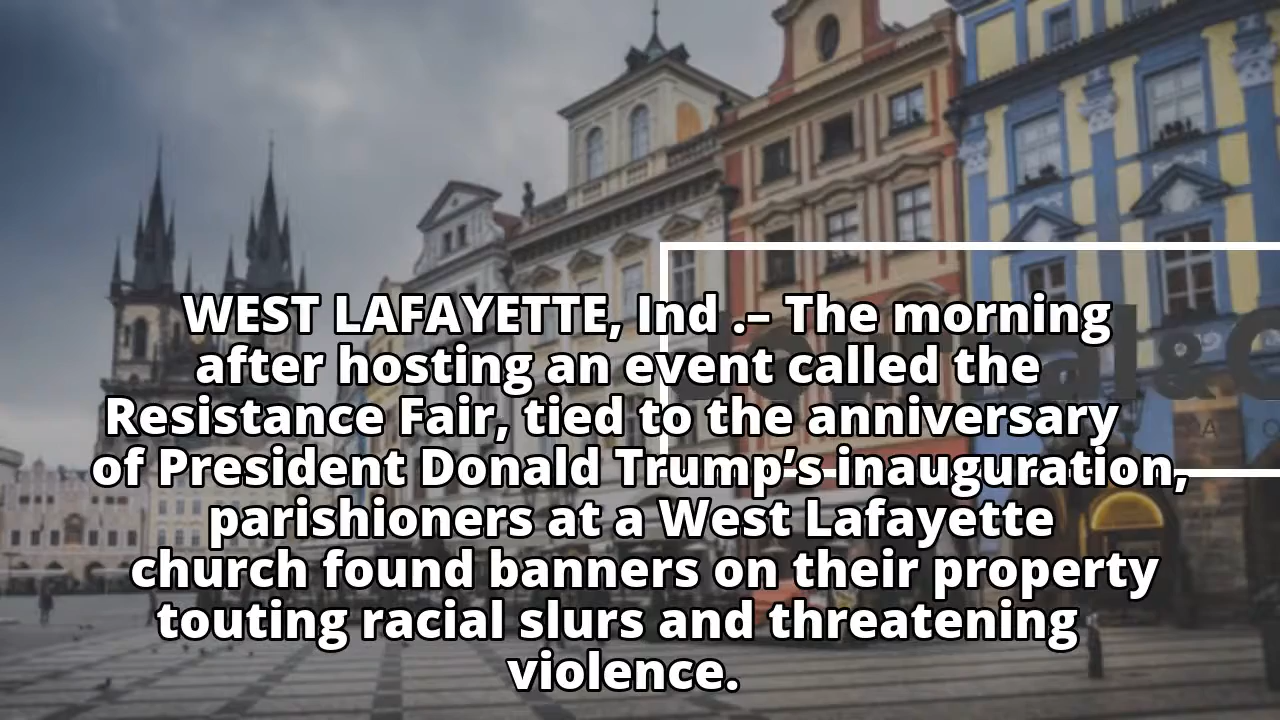 WEST LAFAYETTE, Ind .– The morning
after hosting an event called the
Resistance Fair, tied to the anniversary
of President Donald Trump’s inauguration,
parishioners at a West Lafayette
church found banners on their property
touting racial slurs and threatening
violence.